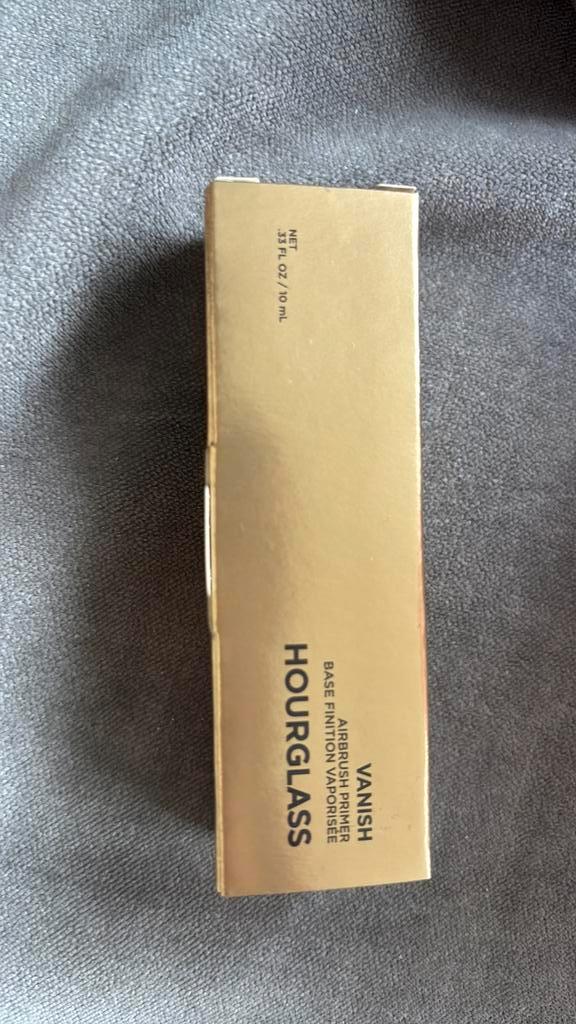 VANISH
AIRBRUSH PRIMER
BASE FINITION VAPORISÉE
HOURGLASS
NET
.33 FL OZ / 10 mL